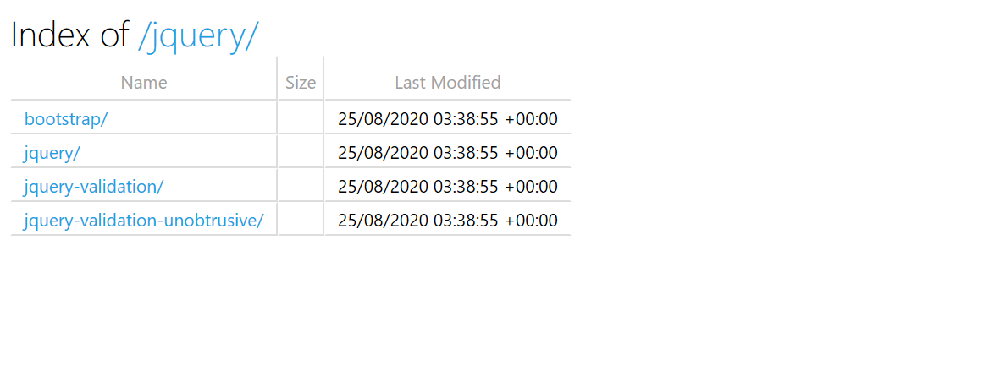 Index of /jquery/
Name Size Last Modified
bootstrap/ 25/08/2020 03:38:55 +00:00
jquery/ 25/08/2020 03:38:55 +00:00
jquery-validation/ 25/08/2020 03:38:55 +00:00
jquery-validation-unobtrusive/ 25/08/2020 03:38:55 +00:00